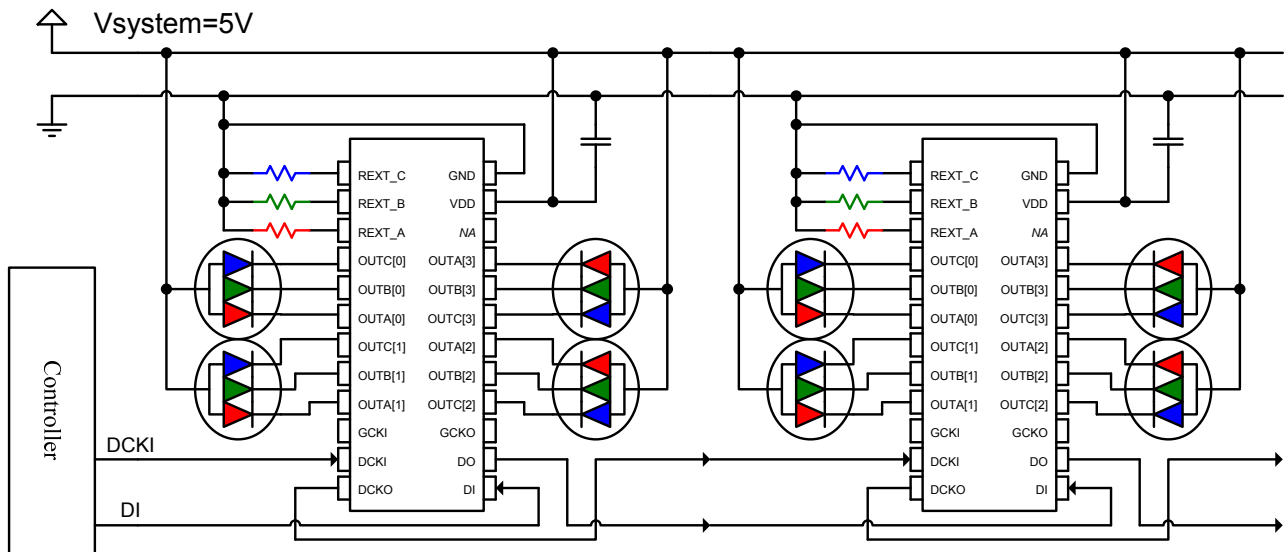 Vsystem=5V
REXT_C GND
REXT_B VDD
REXT_A NA
OUTC[0] OUTA[3]
OUTB[0] OUTB[3]
OUTA[0] OUTC[3]
OUTC[1] OUTA[2]
OUTB[1] OUTB[2]
OUTA[1] OUTC[2]
GCKI GCKO
DCKI DO
DCKO DI
REXT_C GND
REXT_B VDD
REXT_A NA
OUTC[0] OUTA[3]
OUTB[0] OUTB[3]
OUTA[0] OUTC[3]
OUTC[1] OUTA[2]
OUTB[1] OUTB[2]
OUTA[1] OUTC[2]
GCKI GCKO
DCKI DO
DCKO DI
Controller
DCKI
DI